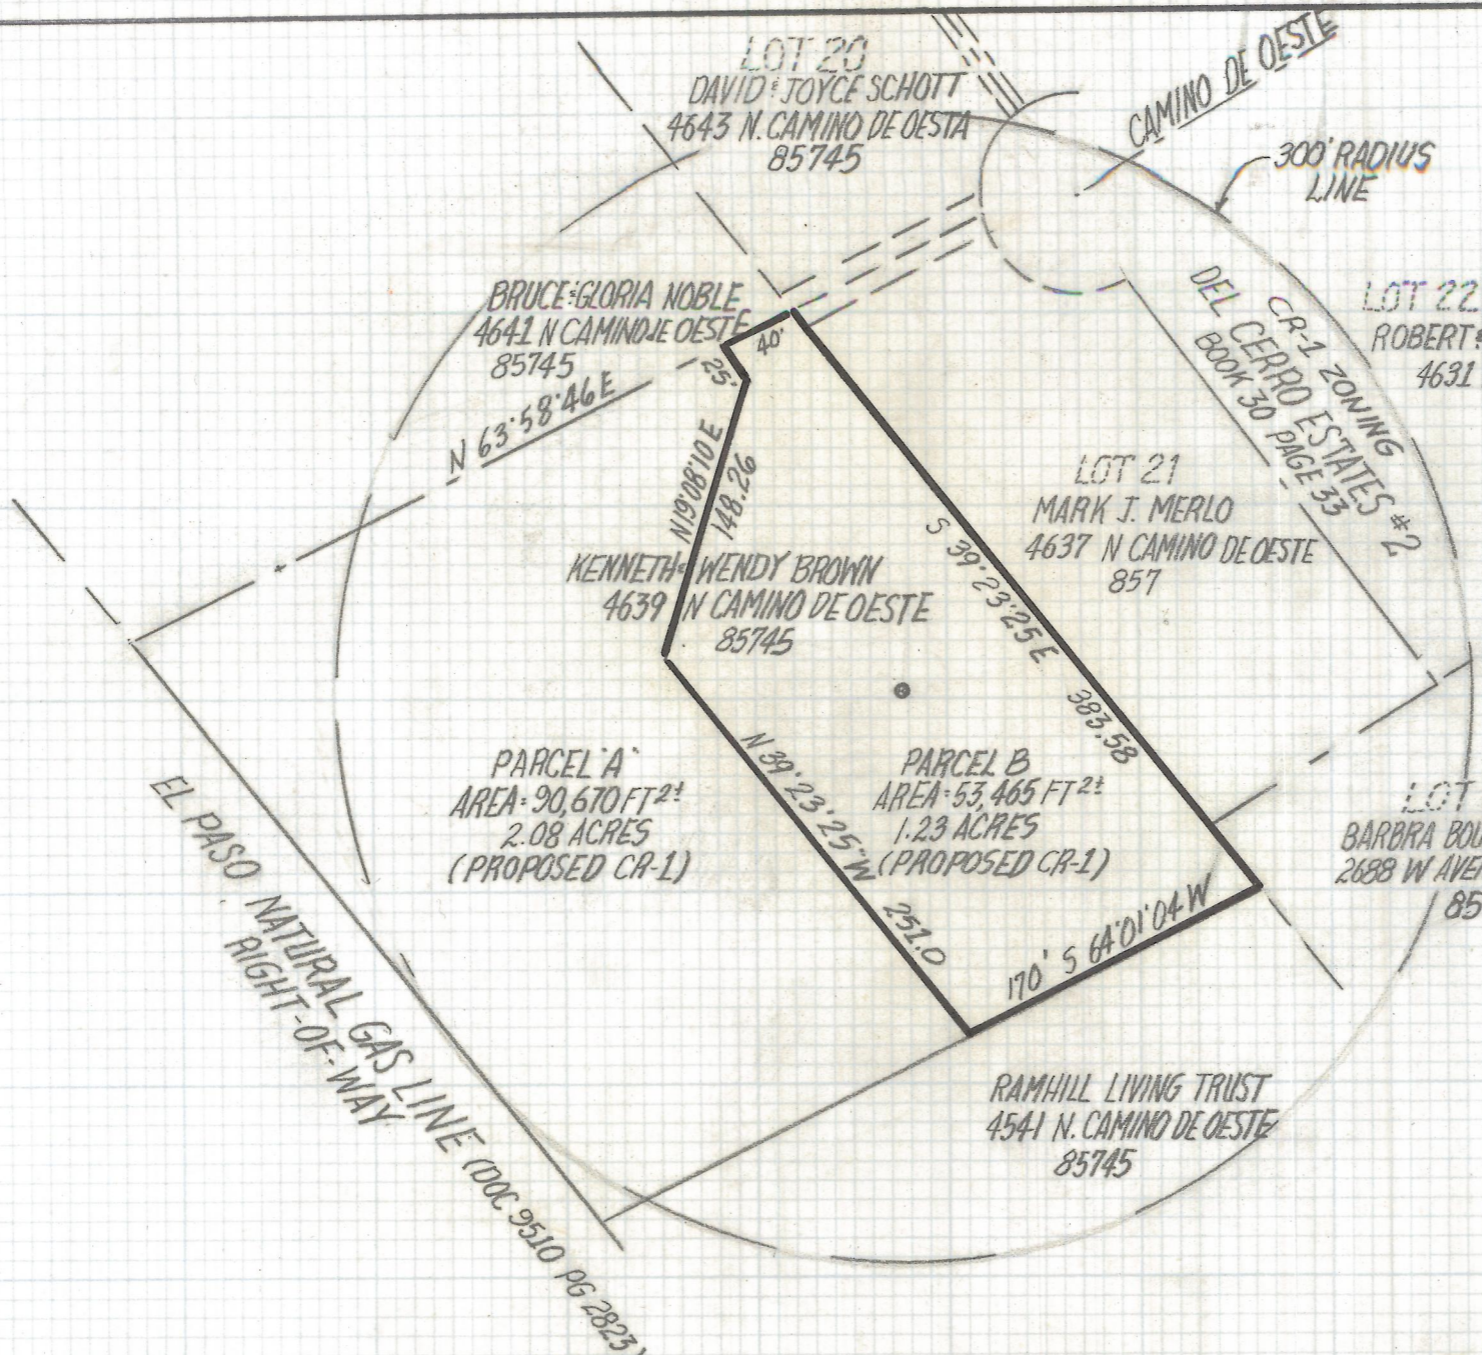 LOT 20
DAVID & JOYCE SCHOTT
4643 N. CAMINO DE OESTA
85745
CAMINO DE OESTE
300' RADIUS
LINE
BRUCE & GLORIA NOBLE
4641 N CAMINO DE OESTE
85745
40'
25'
N 63°58'46 E
N19°08'10 E
148.26
CR-1 ZONING
DEL CERRO ESTATES #2
BOOK 30 PAGE 33
LOT 22
ROBERT &
4631
LOT 21
MARK J. MERLO
4637 N CAMINO DE OESTE
857
S 39°23'25 E
383.58
KENNETH & WENDY BROWN
4639 N CAMINO DE OESTE
85745
PARCEL "A"
AREA = 90,670 FT²±
2.08 ACRES
(PROPOSED CR-1)
N 39°23'25" W
251.0
PARCEL B
AREA = 53,465 FT²±
1.23 ACRES
(PROPOSED CR-1)
170' S 64°01'04 W
LOT
BARBRA BOU
2688 W AVE
85
EL PASO NATURAL GAS LINE (DOC 9510 PG 2823)
RIGHT-OF-WAY
RAMHILL LIVING TRUST
4541 N. CAMINO DE OESTE
85745